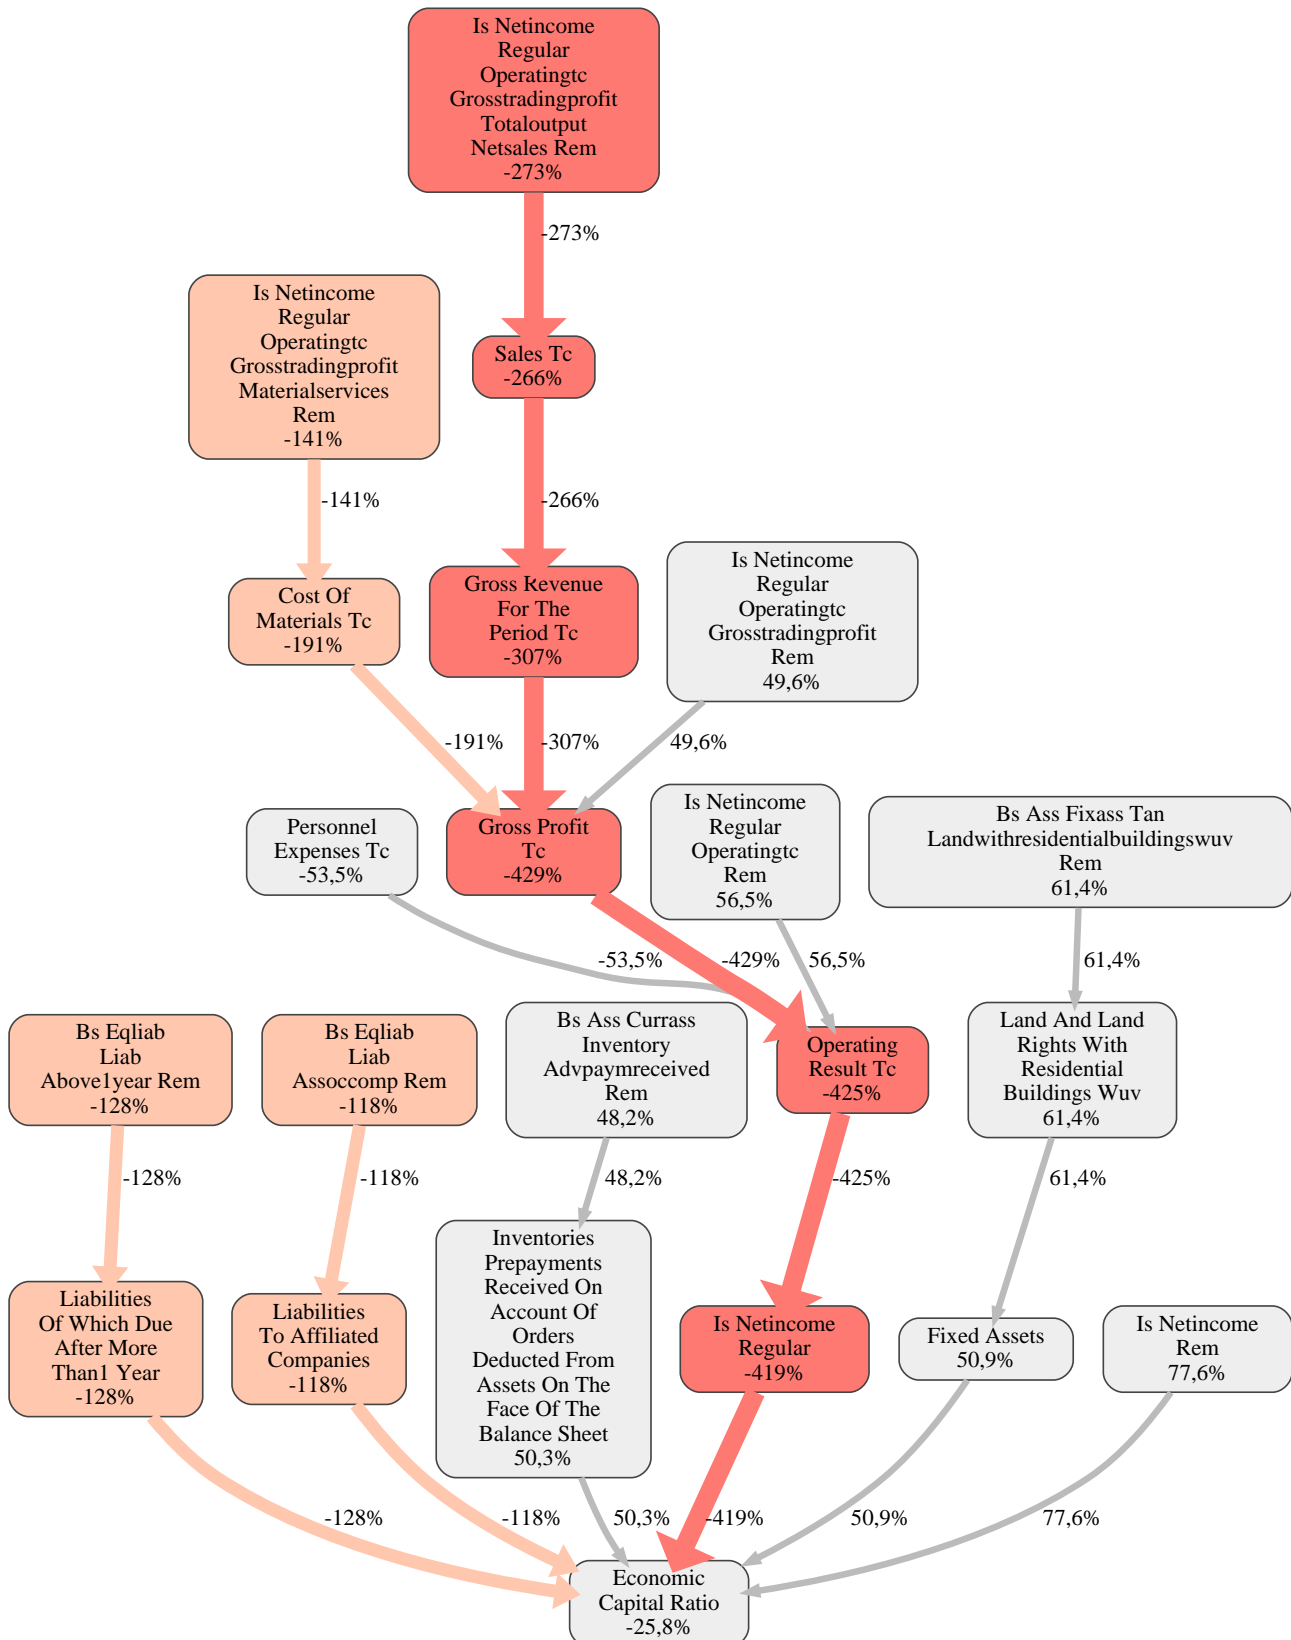 Is Netincome
Regular
Operatingtc
Grosstradingprofit
Totaloutput
Netsales Rem
-273%
-273%
Is Netincome
Regular
Operatingtc
Grosstradingprofit
Materialservices
Rem
-141%
Sales Tc
-266%
-141%
-266%
Is Netincome
Regular
Operatingtc
Grosstradingprofit
Rem
49,6%
Cost Of
Materials Tc
-191%
Gross Revenue
For The
Period Tc
-307%
-191%
-307%
49,6%
Personnel
Expenses Tc
-53,5%
Gross Profit
Tc
-429%
Is Netincome
Regular
Operatingtc
Rem
56,5%
Bs Ass Fixass Tan
Landwithresidentialbuildingswuv
Rem
61,4%
-53,5%
-429%
56,5%
61,4%
Bs Eqliab
Liab
Above1year Rem
-128%
Bs Eqliab
Liab
Assoccomp Rem
-118%
Bs Ass Currass
Inventory
Advpaymreceived
Rem
48,2%
Operating
Result Tc
-425%
Land And Land
Rights With
Residential
Buildings Wuv
61,4%
-128%
-118%
48,2%
-425%
61,4%
Liabilities
Of Which Due
After More
Than1 Year
-128%
Liabilities
To Affiliated
Companies
-118%
Inventories
Prepayments
Received On
Account Of
Orders
Deducted From
Assets On The
Face Of The
Balance Sheet
50,3%
Is Netincome
Regular
-419%
Fixed Assets
50,9%
Is Netincome
Rem
77,6%
-128%
-118%
50,3%
-419%
50,9%
77,6%
Economic
Capital Ratio
-25,8%